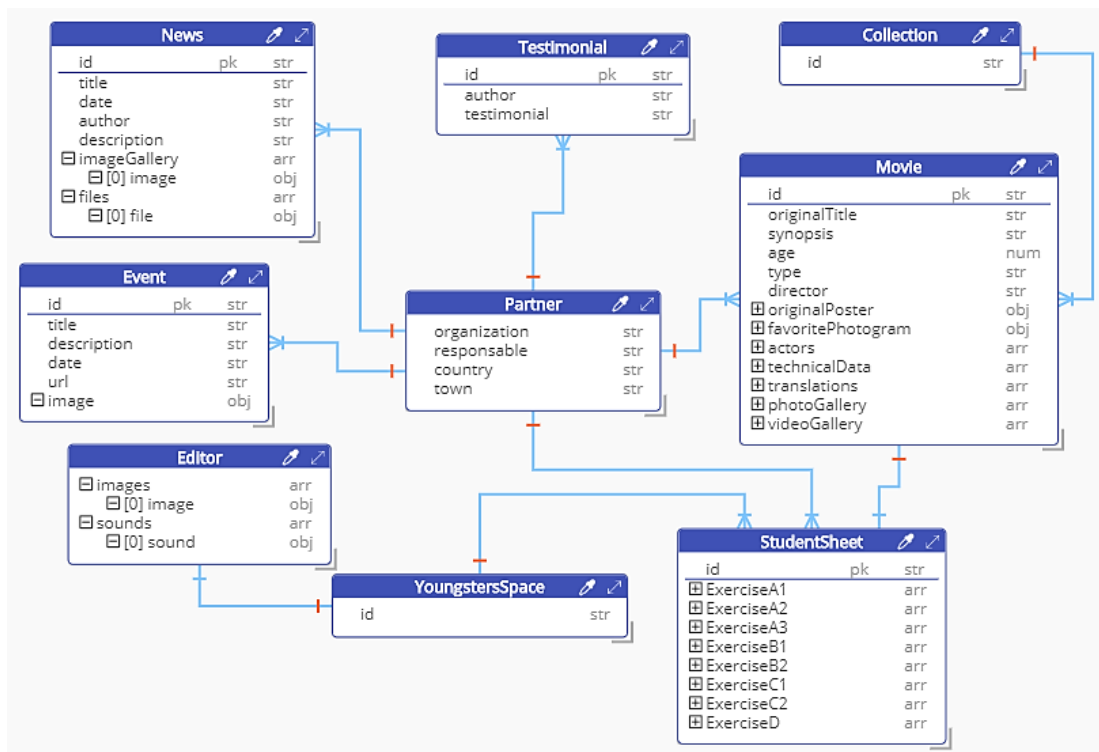 News
id pk str
title str
date str
author str
description str
imageGallery arr
[0] image obj
files arr
[0] file obj
Testimonial
id pk str
author str
testimonial str
Collection
id str
Movie
id pk str
originalTitle str
synopsis str
age num
type str
director str
originalPoster obj
favoritePhotogram obj
actors arr
technicalData arr
translations arr
photoGallery arr
videoGallery arr
Event
id pk str
title str
description str
date str
url str
image obj
Partner
organization str
responsable str
country str
town str
Editor
images arr
[0] image obj
sounds arr
[0] sound obj
YoungstersSpace
id str
StudentSheet
id pk str
ExerciseA1 arr
ExerciseA2 arr
ExerciseA3 arr
ExerciseB1 arr
ExerciseB2 arr
ExerciseC1 arr
ExerciseC2 arr
ExerciseD arr